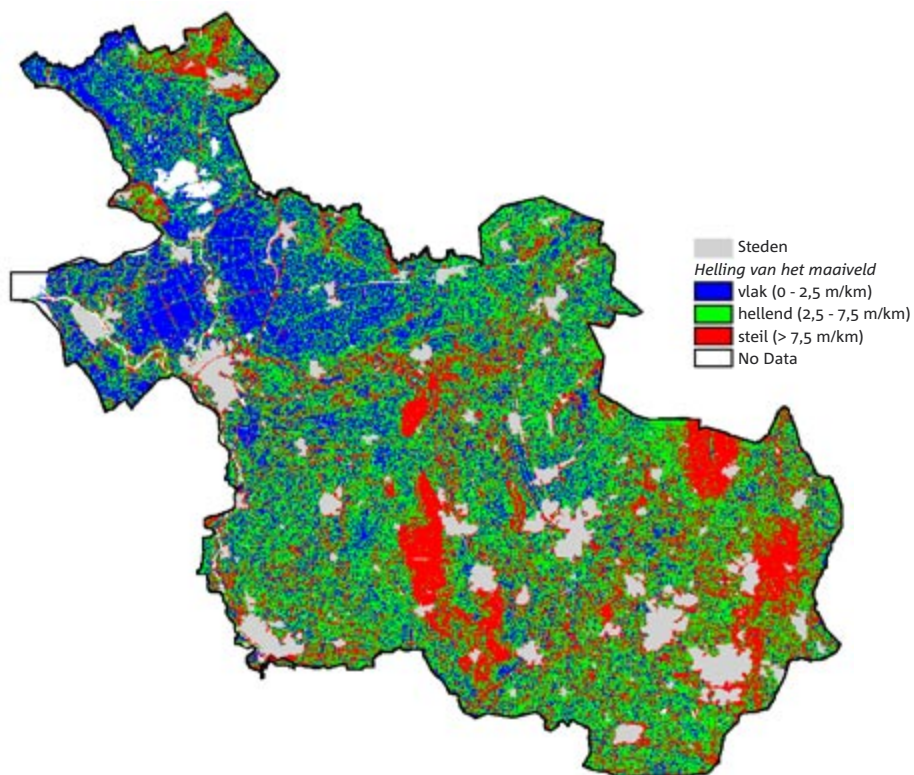 Steden
Helling van het maaiveld
vlak (0 - 2,5 m/km)
hellend (2,5 - 7,5 m/km)
steil (> 7,5 m/km)
No Data